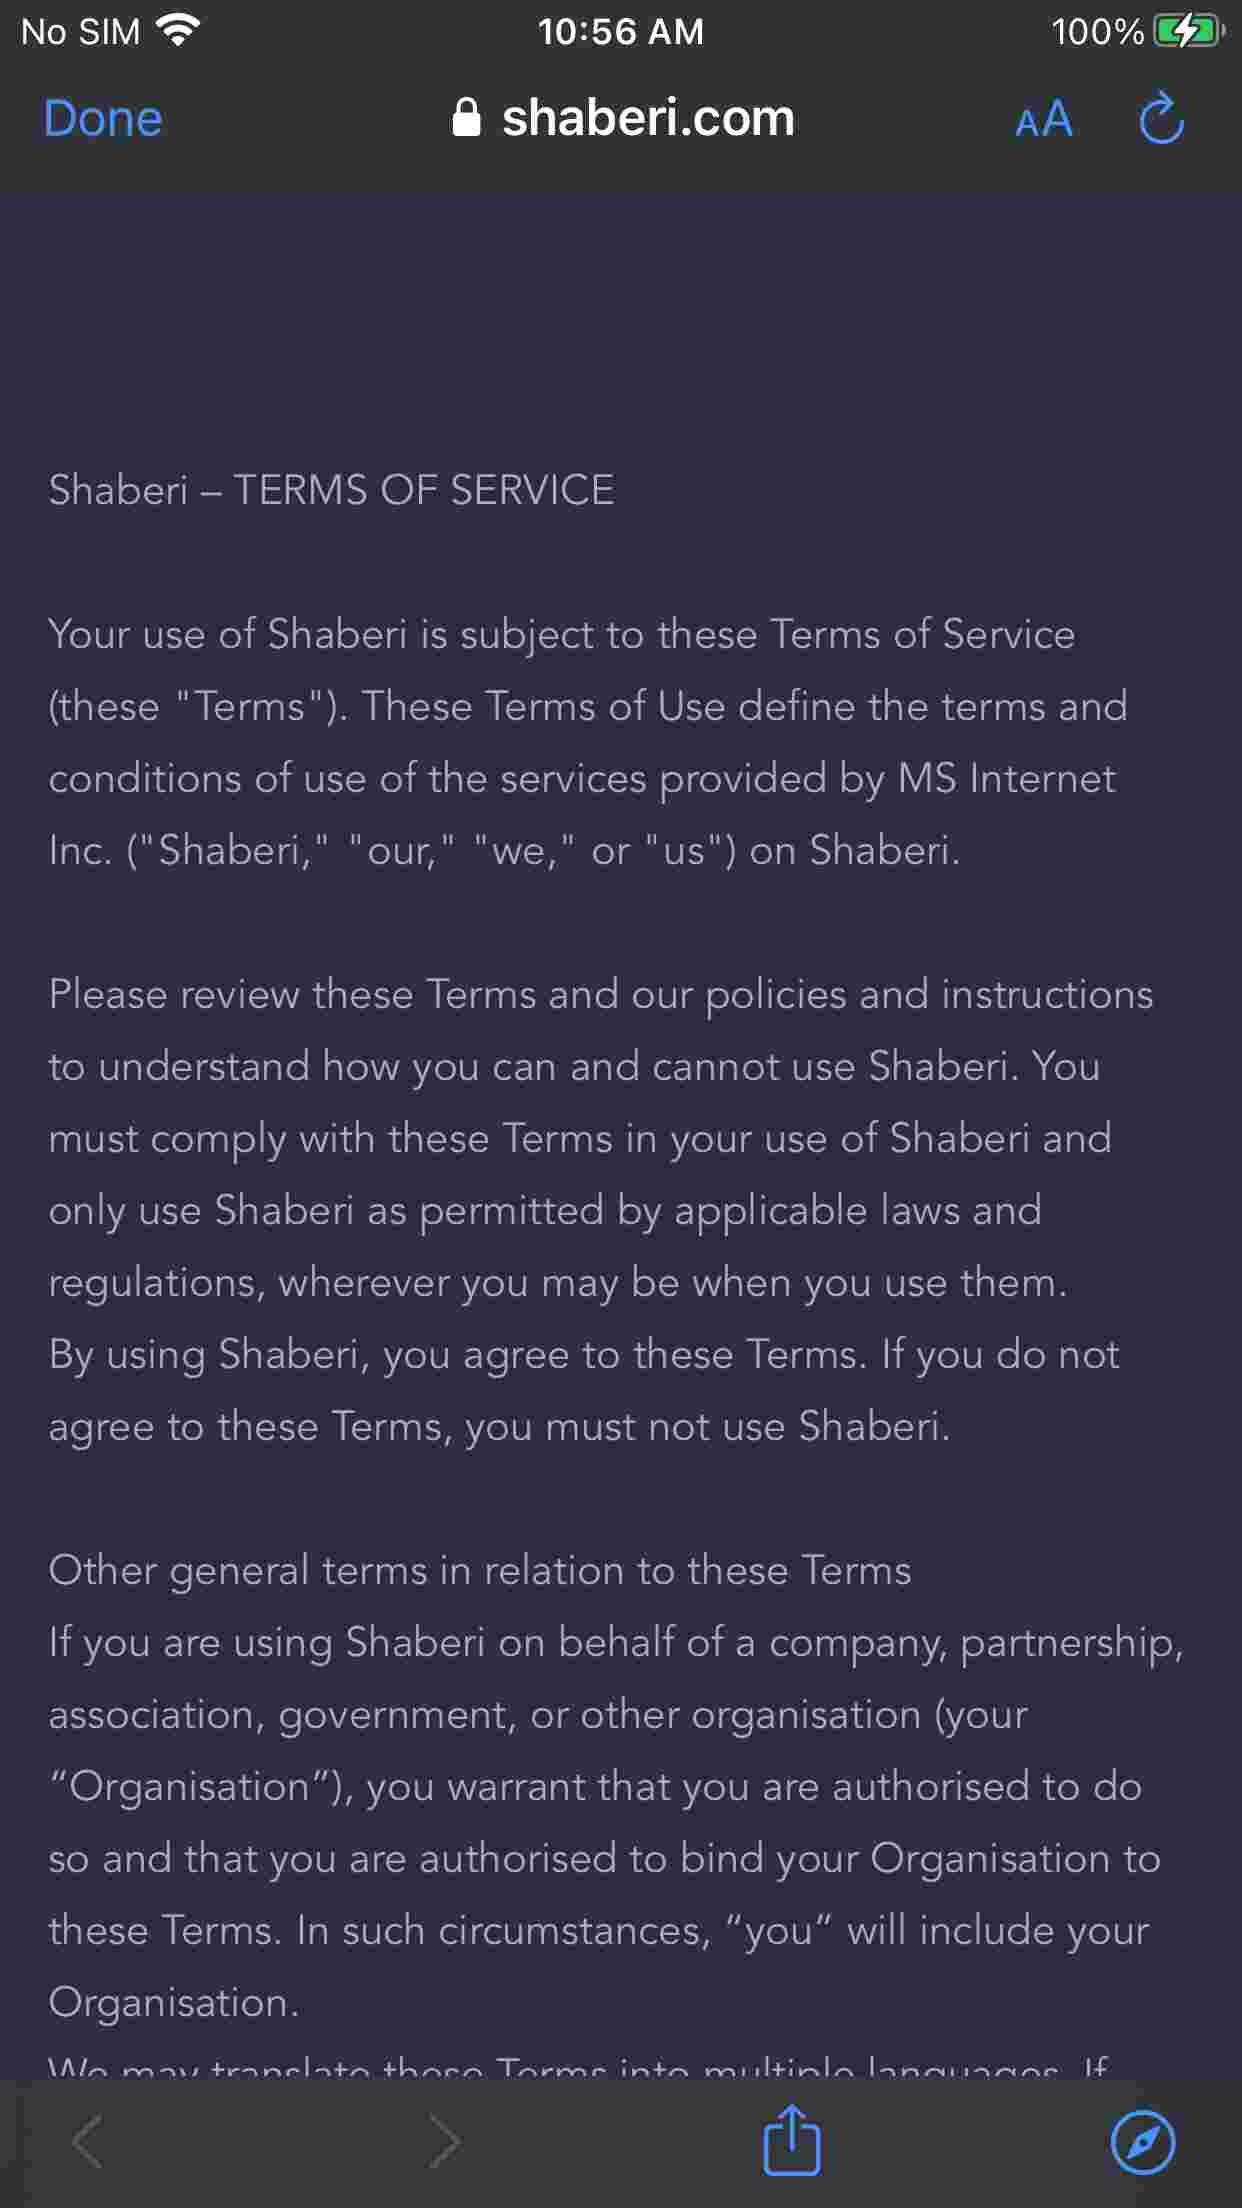 No SIM 10:56 AM 100%
Done shaberi.com AA
Shaberi – TERMS OF SERVICE
Your use of Shaberi is subject to these Terms of Service
(these "Terms"). These Terms of Use define the terms and
conditions of use of the services provided by MS Internet
Inc. ("Shaberi," "our," "we," or "us") on Shaberi.
Please review these Terms and our policies and instructions
to understand how you can and cannot use Shaberi. You
must comply with these Terms in your use of Shaberi and
only use Shaberi as permitted by applicable laws and
regulations, wherever you may be when you use them.
By using Shaberi, you agree to these Terms. If you do not
agree to these Terms, you must not use Shaberi.
Other general terms in relation to these Terms
If you are using Shaberi on behalf of a company, partnership,
association, government, or other organisation (your
“Organisation”), you warrant that you are authorised to do
so and that you are authorised to bind your Organisation to
these Terms. In such circumstances, “you” will include your
Organisation.
We may translate these Terms into multiple languages. If